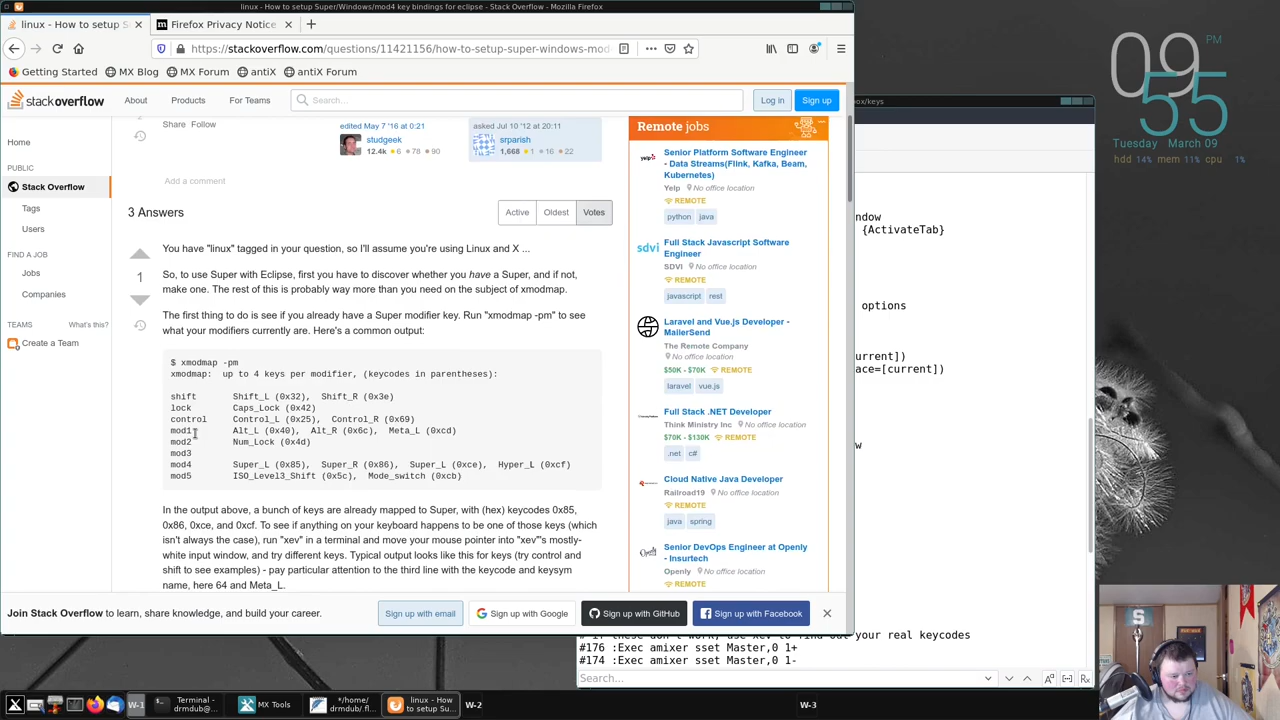 linux - How to setup Super/Windows/mod4 key bindings for eclipse - Stack Overflow - Mozilla Firefox
linux - How to setup S
Firefox Privacy Notice
https://stackoverflow.com/questions/11421156/how-to-setup-super-windows-mod
Getting Started
MX Blog
MX Forum
antiX
antiX Forum
stackoverflow
About
Products
For Teams
Search...
Log in
Sign up
Home
PUBLIC
Stack Overflow
Tags
Users
FIND A JOB
Jobs
Companies
TEAMS
What's this?
Create a Team
Share Follow
edited May 7 '16 at 0:21
studgeek
12.4k 6 78 90
asked Jul 10 '12 at 20:11
srparish
1,668 1 16 22
Add a comment
3 Answers
Active
Oldest
Votes
1
You have "linux" tagged in your question, so I'll assume you're using Linux and X ...
So, to use Super with Eclipse, first you have to discover whether you have a Super, and if not,
make one. The rest of this is probably way more than you need on the subject of xmodmap.
The first thing to do is see if you already have a Super modifier key. Run "xmodmap -pm" to see
what your modifiers currently are. Here's a common output:
$ xmodmap -pm
xmodmap: up to 4 keys per modifier, (keycodes in parentheses):
shift Shift_L (0x32), Shift_R (0x3e)
lock Caps_Lock (0x42)
control Control_L (0x25), Control_R (0x69)
mod1 Alt_L (0x40), Alt_R (0x6c), Meta_L (0xcd)
mod2 Num_Lock (0x4d)
mod3
mod4 Super_L (0x85), Super_R (0x86), Super_L (0xce), Hyper_L (0xcf)
mod5 ISO_Level3_Shift (0x5c), Mode_switch (0xcb)
In the output above, a bunch of keys are already mapped to Super, with (hex) keycodes 0x85,
0x86, 0xce, and 0xcf. To see if anything on your keyboard happens to be one of those keys (which
isn't always the case), run "xev" in a terminal and move your mouse pointer into "xev"'s mostly-
white input window, and try different keys. Typical output looks like this for keys (try control and
shift to see examples) - pay particular attention to the third line with the keycode and keysym
name, here 64 and Meta_L.
Remote jobs
Senior Platform Software Engineer
- Data Streams(Flink, Kafka, Beam,
Kubernetes)
Yelp No office location
REMOTE
python java
Full Stack Javascript Software
Engineer
SDVI No office location
REMOTE
javascript rest
Laravel and Vue.js Developer -
MailerSend
The Remote Company
No office location
$50K - $70K REMOTE
laravel vue.js
Full Stack .NET Developer
Think Ministry Inc No office location
$70K - $130K REMOTE
.net c#
Cloud Native Java Developer
Railroad19 No office location
REMOTE
java spring
Senior DevOps Engineer at Openly
- Insurtech
Openly No office location
REMOTE
Join Stack Overflow to learn, share knowledge, and build your career.
Sign up with email
Sign up with Google
Sign up with GitHub
Sign up with Facebook
box/keys
ndow
{ActivateTab}
options
urrent])
ace=[current])
w
your real keycodes
#176 :Exec amixer sset Master,0 1+
#174 :Exec amixer sset Master,0 1-
Search...
09 PM
55
Tuesday March 09
hdd 14% mem 11% cpu 1%
W-1
Terminal -
drmdub@...
MX Tools
*/home/
drmdub/.fl...
linux - How
to setup Su...
W-2
W-3